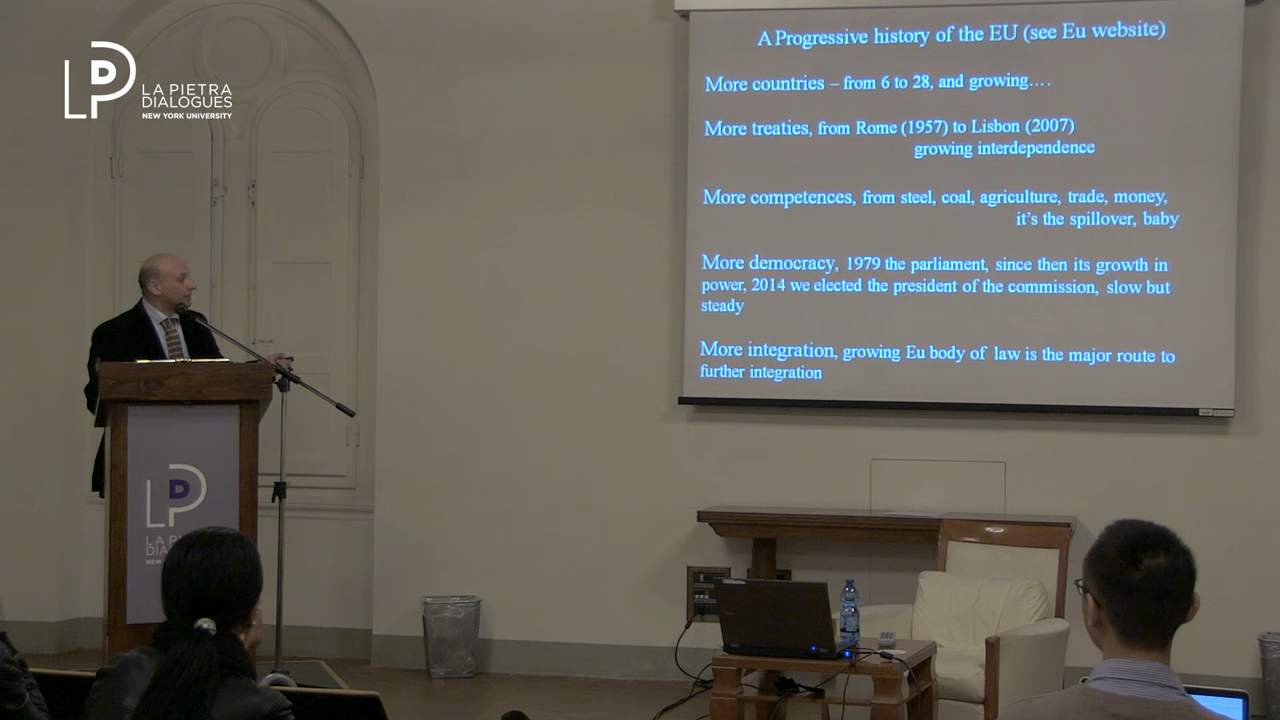 LA PIETRA
DIALOGUES
NEW YORK UNIVERSITY
A Progressive history of the EU (see Eu website)
More countries – from 6 to 28, and growing….
More treaties, from Rome (1957) to Lisbon (2007)
growing interdependence
More competences, from steel, coal, agriculture, trade, money,
it's the spillover, baby
More democracy, 1979 the parliament, since then its growth in
power, 2014 we elected the president of the commission, slow but
steady
More integration, growing Eu body of law is the major route to
further integration
LA
DIA
NEW